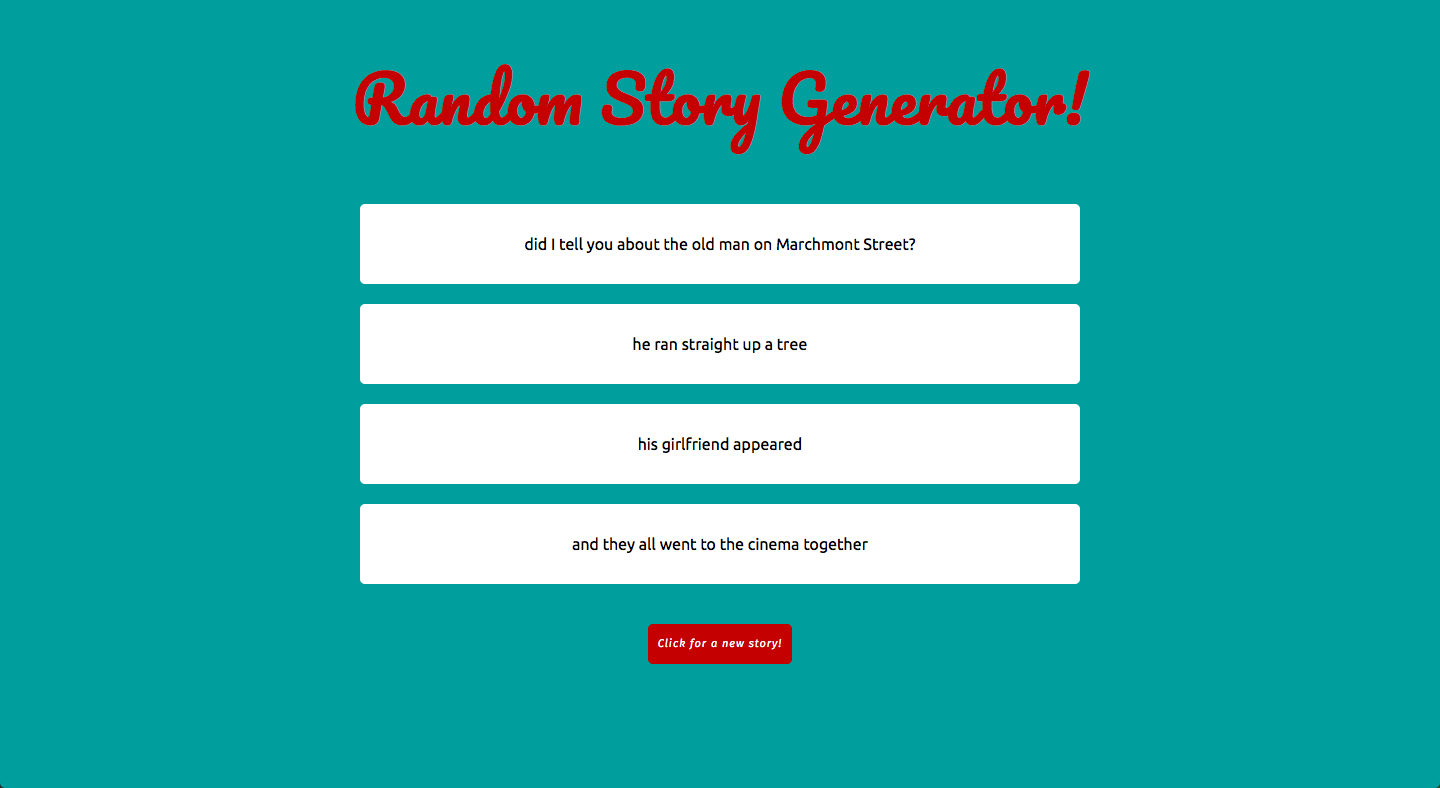 Random Story Generator!
did I tell you about the old man on Marchmont Street?
he ran straight up a tree
his girlfriend appeared
and they all went to the cinema together
Click for a new story!